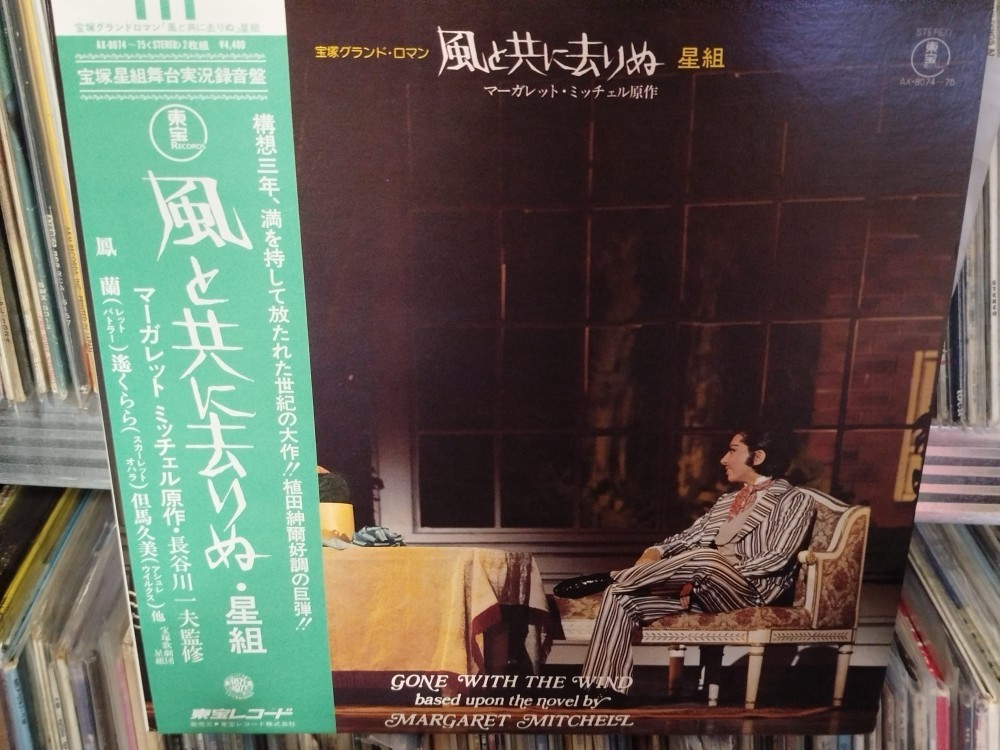 宝塚グランドロマン「風と共に去りぬ」星組
AX-8074~75<STEREO>2枚組 ¥4,400
宝塚星組舞台実況録音盤
東宝
RECORDS
構想三年、満を持して放たれた世紀の大作!!植田紳爾好調の巨弾!!
風と共に去りぬ・星組
マーガレット ミッチェル原作・長谷川一夫監修
鳳 蘭(レット バトラー)遙くらら(スカーレット オハラ)但馬久美(アシュレ ウイルクス)他 宝塚歌劇団 星組
東宝レコード
宝塚グランド・ロマン 風と共に去りぬ 星組
マーガレット・ミッチェル原作
STEREO
東宝
AX-8074~75
GONE WITH THE WIND
based upon the novel by
MARGARET MITCHELL